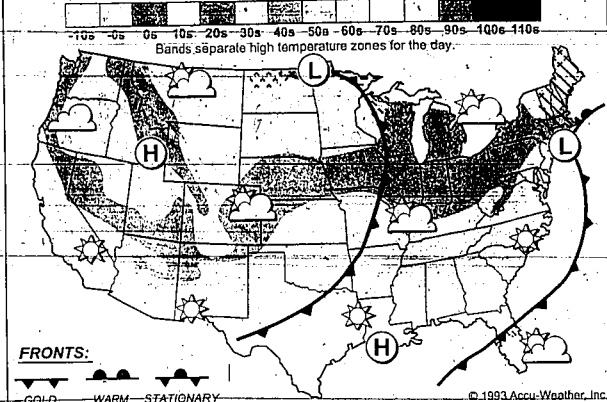 -10s -0s 0s 10s 20s 30s 40s 50s 60s 70s 80s 90s 100s 110s
Bands separate high temperature zones for the day.
L
H
L
H
FRONTS:
COLD WARM STATIONARY
© 1993 Accu-Weather, Inc.